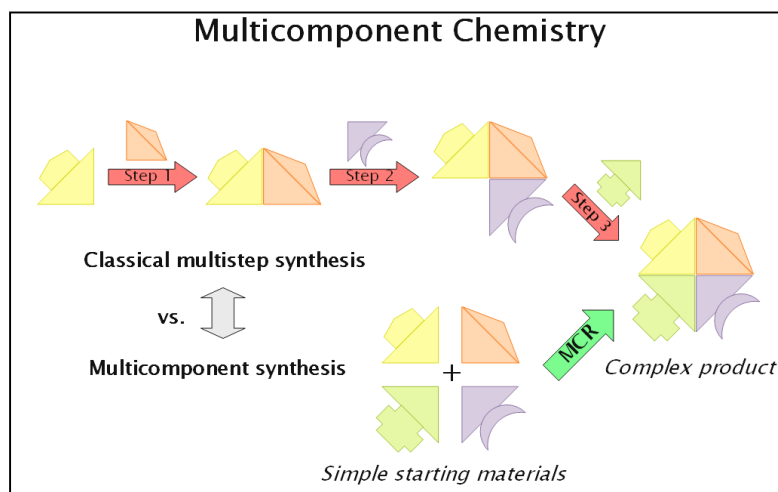 Multicomponent Chemistry
Step 1
Step 2
Step 3
Classical multistep synthesis
vs.
Multicomponent synthesis
+
MCR
Complex product
Simple starting materials